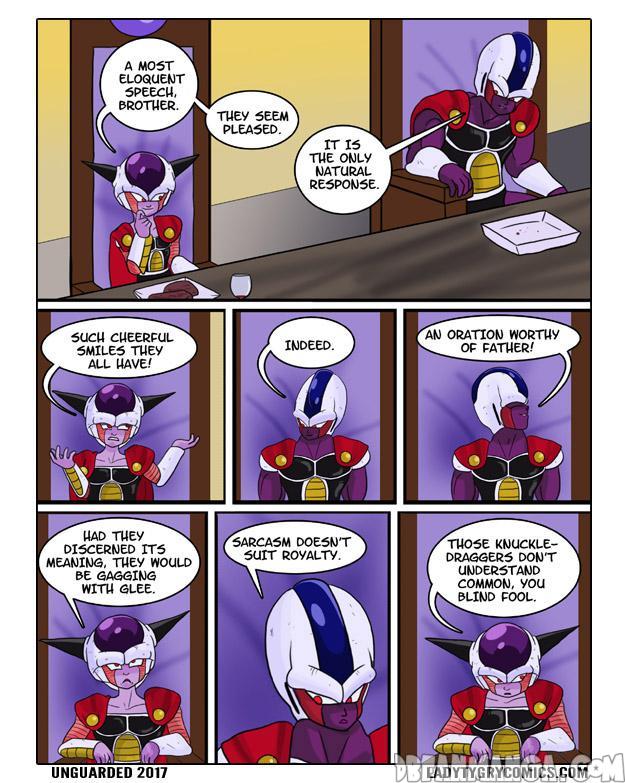 A MOST
ELOQUENT
SPEECH,
BROTHER.
THEY SEEM
PLEASED.
IT IS
THE ONLY
NATURAL
RESPONSE.
SUCH CHEERFUL
SMILES THEY
ALL HAVE!
INDEED.
AN ORATION WORTHY
OF FATHER!
HAD THEY
DISCERNED ITS
MEANING, THEY WOULD
BE GAGGING
WITH GLEE.
SARCASM DOESN'T
SUIT ROYALTY.
THOSE KNUCKLE-
DRAGGERS DON'T
UNDERSTAND
COMMON, YOU
BLIND FOOL.
UNGUARDED 2017
LADYTYGRYCOMICS.COM
DBFANMANGA.COM